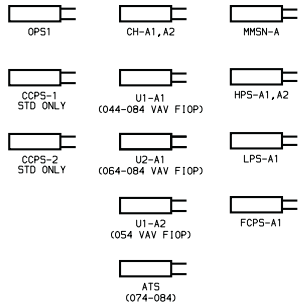 OPS1
CH-A1,A2
MMSN-A
CCPS-1
STD ONLY
U1-A1
(044-084 VAV FIOP)
HPS-A1,A2
CCPS-2
STD ONLY
U2-A1
(064-084 VAV FIOP)
LPS-A1
U1-A2
(054 VAV FIOP)
FCPS-A1
ATS
(074-084)